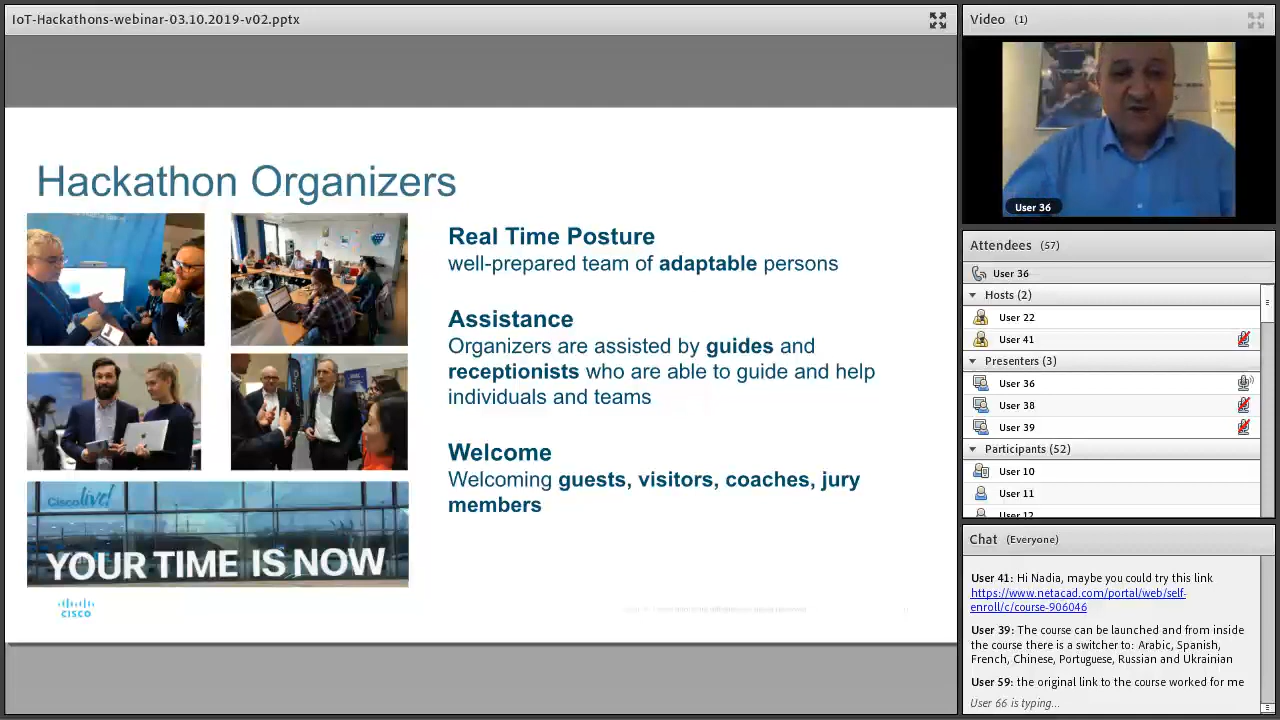 IoT-Hackathons-webinar-03.10.2019-v02.pptx
Hackathon Organizers
Real Time Posture
well-prepared team of adaptable persons
Assistance
Organizers are assisted by guides and
receptionists who are able to guide and help
individuals and teams
Welcome
Welcoming guests, visitors, coaches, jury
members
Cisco live!
YOUR TIME IS NOW
CISCO
Video (1)
User 36
Attendees (57)
User 36
Hosts (2)
User 22
User 41
Presenters (3)
User 36
User 38
User 39
Participants (52)
User 10
User 11
User 12
Chat (Everyone)
User 41: Hi Nadia, maybe you could try this link
https://www.netacad.com/portal/web/self-
enroll/c/course-906046
User 39: The course can be launched and from inside
the course there is a switcher to: Arabic, Spanish,
French, Chinese, Portuguese, Russian and Ukrainian
User 59: the original link to the course worked for me
User 66 is typing...